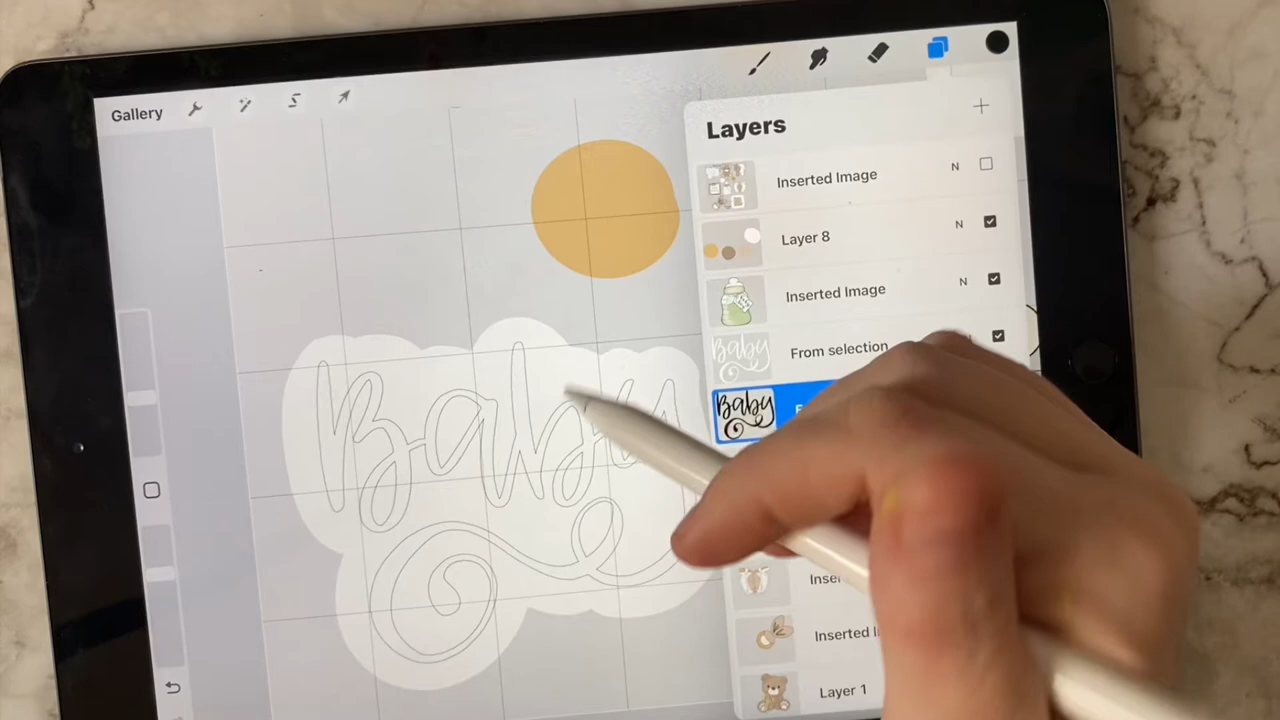 Gallery
Layers
Inserted Image N
Layer 8 N
Inserted Image N
Baby From selection
Baby
Baby
Layer 1